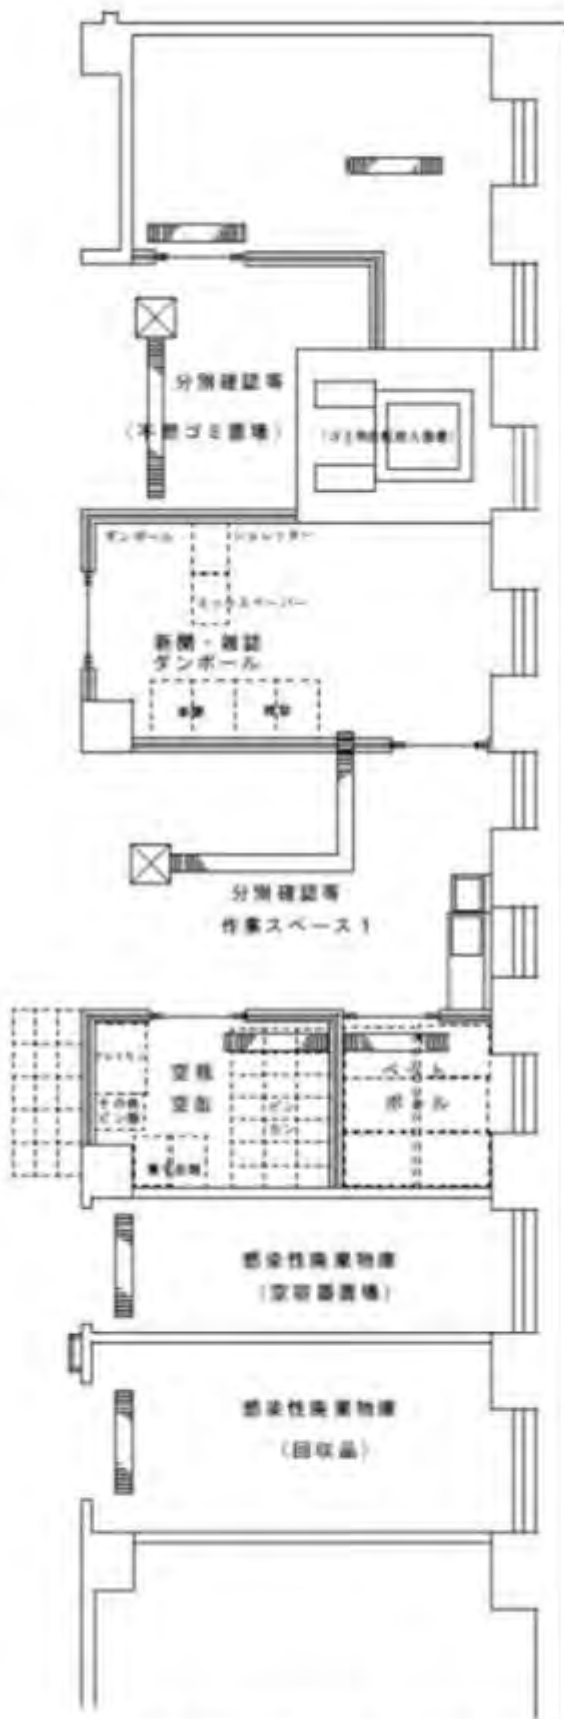 分別確認等
(不燃ゴミ置場)
ダンボール
シュレッダー
ミックスペーパー
新聞・雑誌
ダンボール
新聞
雑誌
分別確認等
作業スペース1
空瓶
空缶
その他
ビン類
ビン
カン
ペット
ボトル
感染性廃棄物庫
(空容器置場)
感染性廃棄物庫
(回収品)